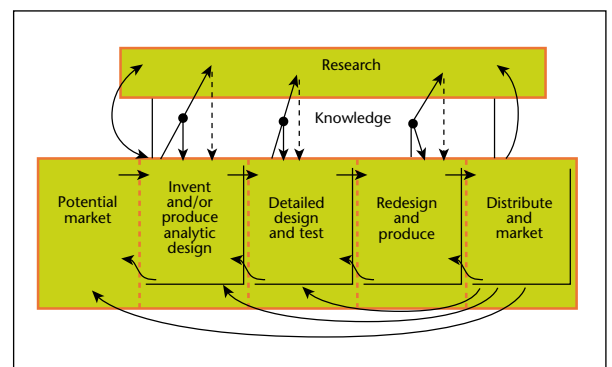 Research
Knowledge
Potential
market
Invent
and/or
produce
analytic
design
Detailed
design
and test
Redesign
and
produce
Distribute
and
market